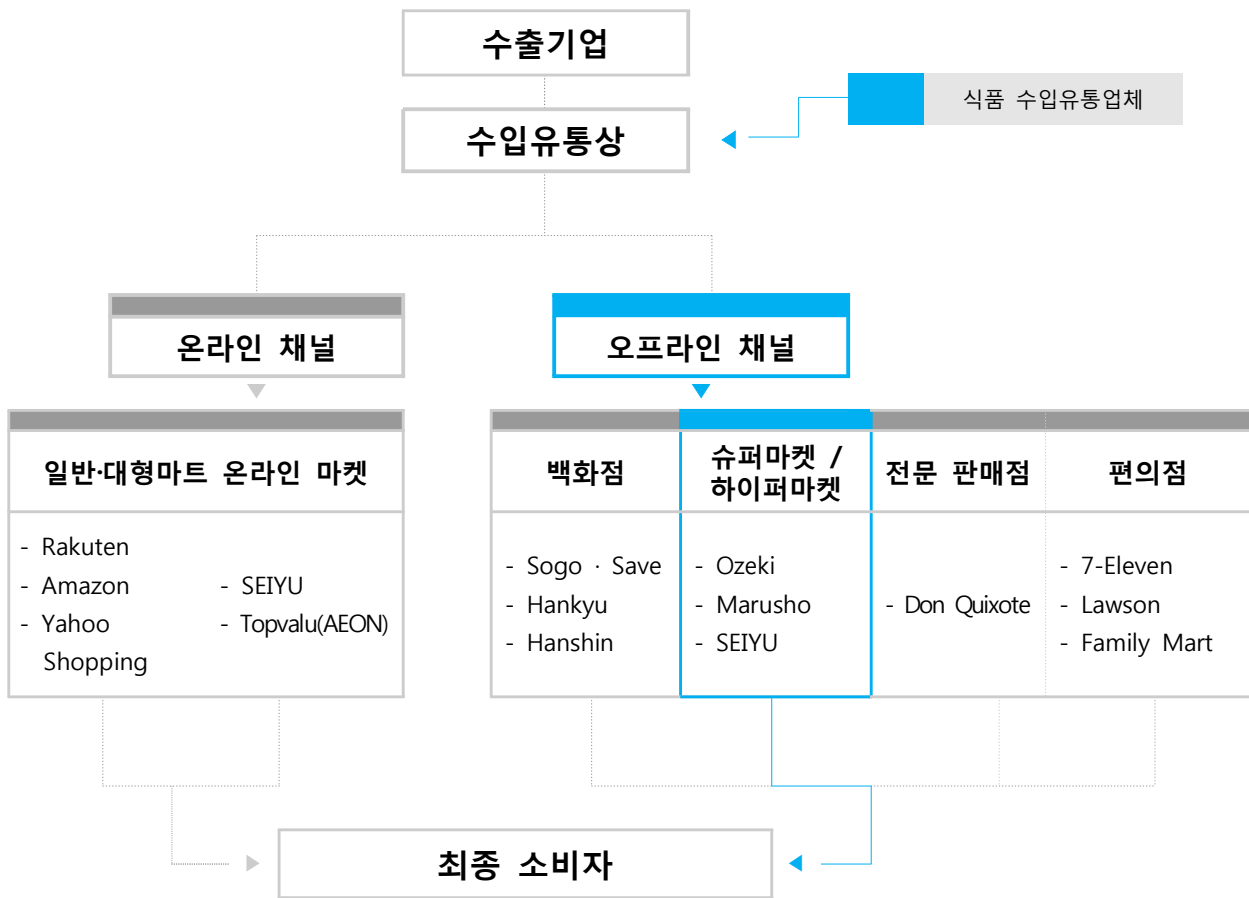 수출기업
식품 수입유통업체
수입유통상
온라인 채널
오프라인 채널
일반·대형마트 온라인 마켓
- Rakuten
- Amazon
- Yahoo
Shopping
- SEIYU
- Topvalu(AEON)
백화점
- Sogo · Save
- Hankyu
- Hanshin
슈퍼마켓 /
하이퍼마켓
- Ozeki
- Marusho
- SEIYU
전문 판매점
- Don Quixote
편의점
- 7-Eleven
- Lawson
- Family Mart
최종 소비자